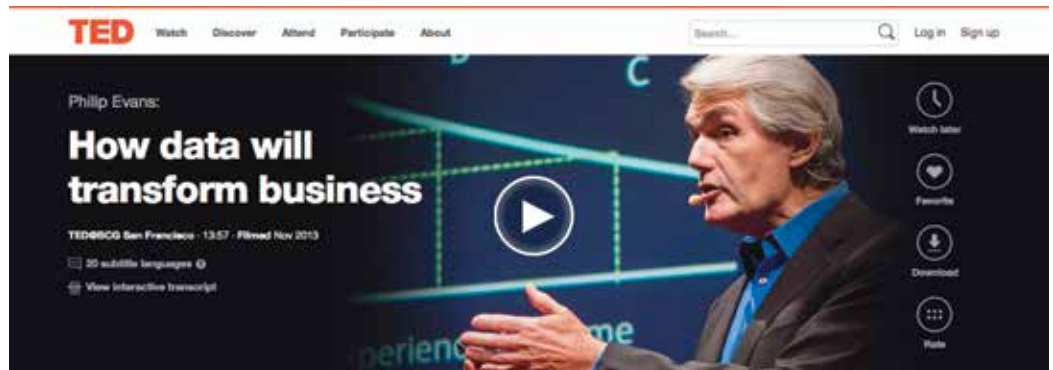 TED Watch Discover Attend Participate About Search... Log in Sign up
Philip Evans:
How data will
transform business
TED@BCG San Francisco · 13:57 · Filmed Nov 2013
20 subtitle languages
View interactive transcript
C
Watch later
Favorite
Download
Rate